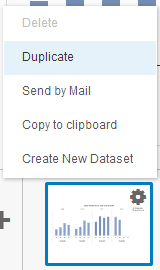 Delete
Duplicate
Send by Mail
Copy to clipboard
Create New Dataset